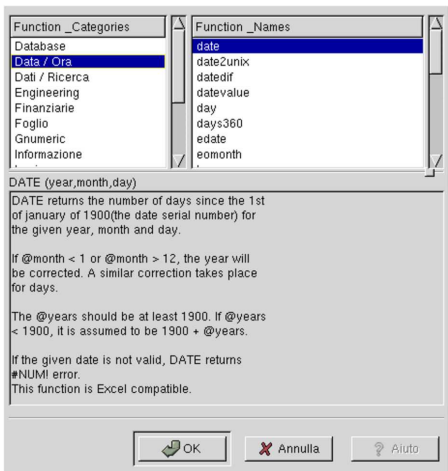 Function _Categories
Database
Data / Ora
Dati / Ricerca
Engineering
Finanziarie
Foglio
Gnumeric
Informazione
Function _Names
date
date2unix
datedif
datevalue
day
days360
edate
eomonth
DATE (year,month,day)
DATE returns the number of days since the 1st
of january of 1900(the date serial number) for
the given year, month and day.
If @month < 1 or @month > 12, the year will
be corrected. A similar correction takes place
for days.
The @years should be at least 1900. If @years
< 1900, it is assumed to be 1900 + @years.
If the given date is not valid, DATE returns
#NUM! error.
This function is Excel compatible.
OK
Annulla
Aiuto